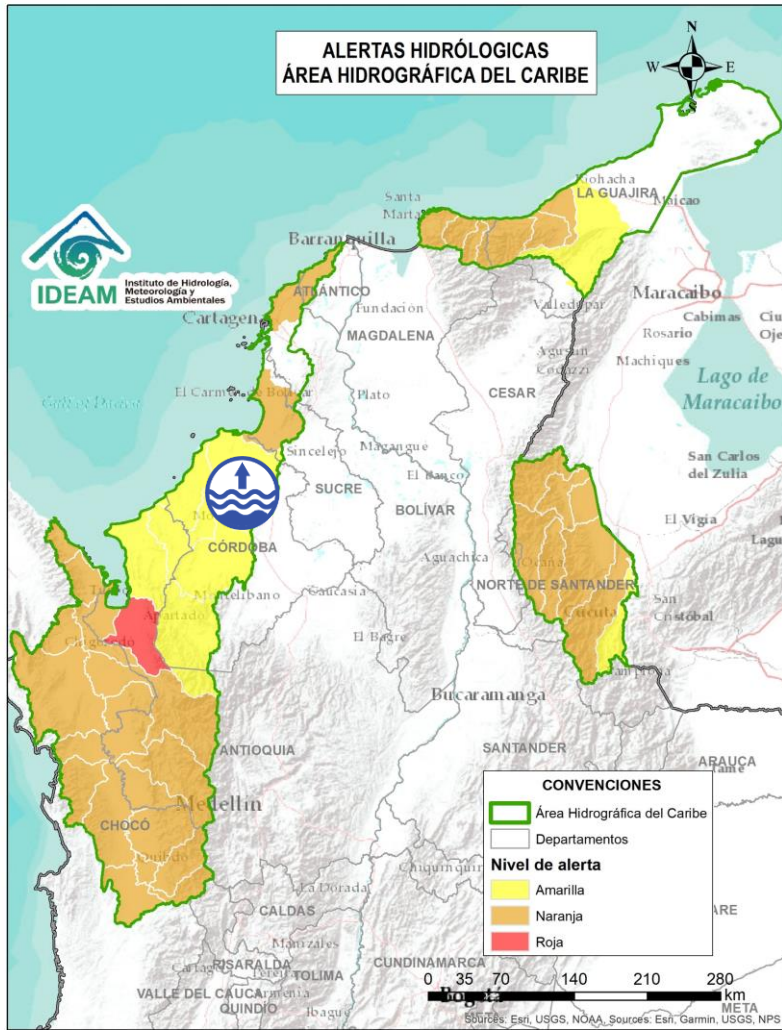 ALERTAS HIDRÓLOGICAS
ÁREA HIDROGRÁFICA DEL CARIBE
N
W E
S
Riohacha
LA GUAJIRA
Maicao
Santa
Marta
Barranquilla
IDEAM
Instituto de Hidrología,
Meteorología y
Estudios Ambientales
ATLÁNTICO
Cartagena
Fundación
Valledupar
Maracaibo
Cabimas
Rosario
MAGDALENA
Agustín
Codazzi
Machiques
El Carmen de Bolívar
Plato
CESAR
Lago de
Maracaibo
Sincelejo
Magangué
San Carlos
del Zulia
El Banco
SUCRE
BOLÍVAR
El Vigía
CÓRDOBA
Aguachica
Ocaña
NORTE DE SANTANDER
Montelíbano
Caucasia
Cúcuta
San
Cristóbal
Apartadó
El Bagre
Pamplona
Bucaramanga
ANTIOQUIA
SANTANDER
ARAUCA
Medellín
CHOCÓ
Quibdó
CONVENCIONES
Área Hidrográfica del Caribe
Departamentos
Nivel de alerta
Amarilla
Naranja
Roja
La Dorada
CALDAS
Manizales
RISARALDA
Pereira
TOLIMA
CUNDINAMARCA
VALLE DEL CAUCA
Armenia
QUINDÍO
Ibagué
Bogotá
META
0 35 70 140 210 280
km
Sources: Esri, USGS, NOAA, Sources: Esri, Garmin, USGS, NPS